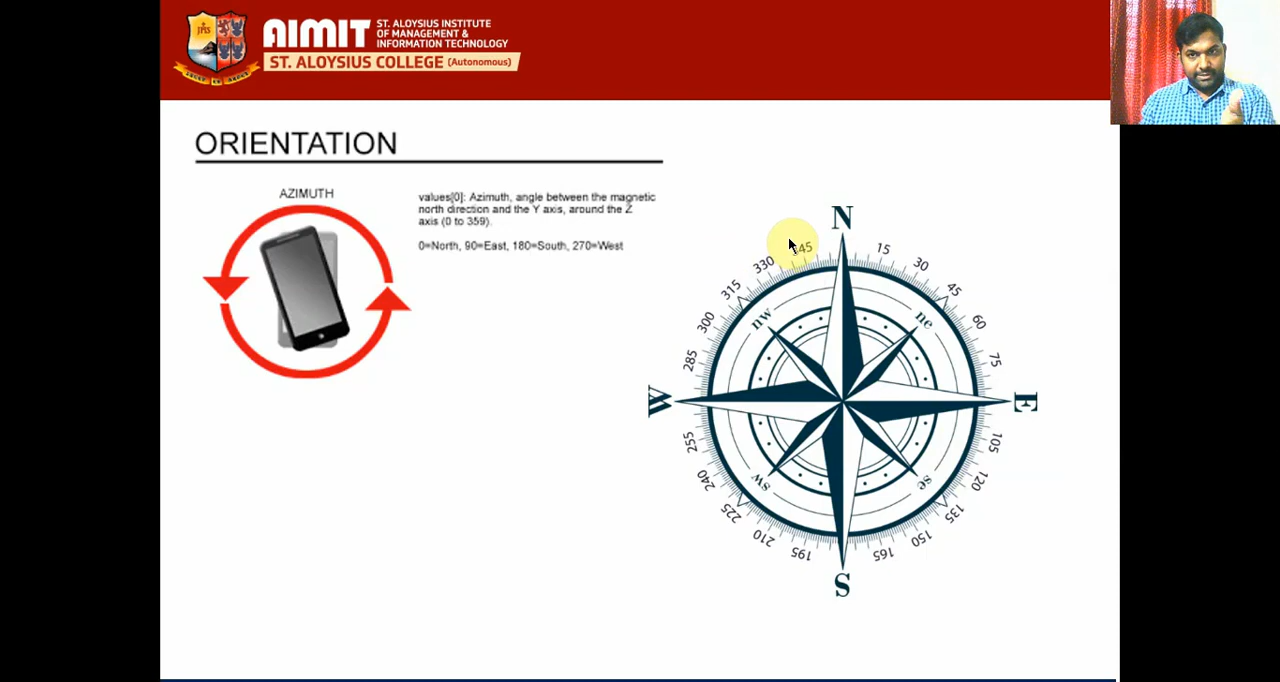 JHS
AIMIT
ST. ALOYSIUS INSTITUTE
OF MANAGEMENT &
INFORMATION TECHNOLOGY
ST. ALOYSIUS COLLEGE (Autonomous)
ORIENTATION
AZIMUTH
values[0]: Azimuth, angle between the magnetic
north direction and the Y axis, around the Z
axis (0 to 359).
0=North, 90=East, 180=South, 270=West
N
15
30
45
60
75
E
105
120
135
150
165
S
195
210
225
240
255
W
285
300
315
330
345
nw
ne
se
sw